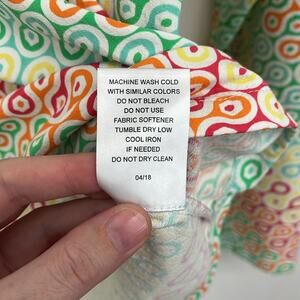 MACHINE WASH COLD
WITH SIMILAR COLORS
DO NOT BLEACH
DO NOT USE
FABRIC SOFTENER
TUMBLE DRY LOW
COOL IRON
IF NEEDED
DO NOT DRY CLEAN
04/18